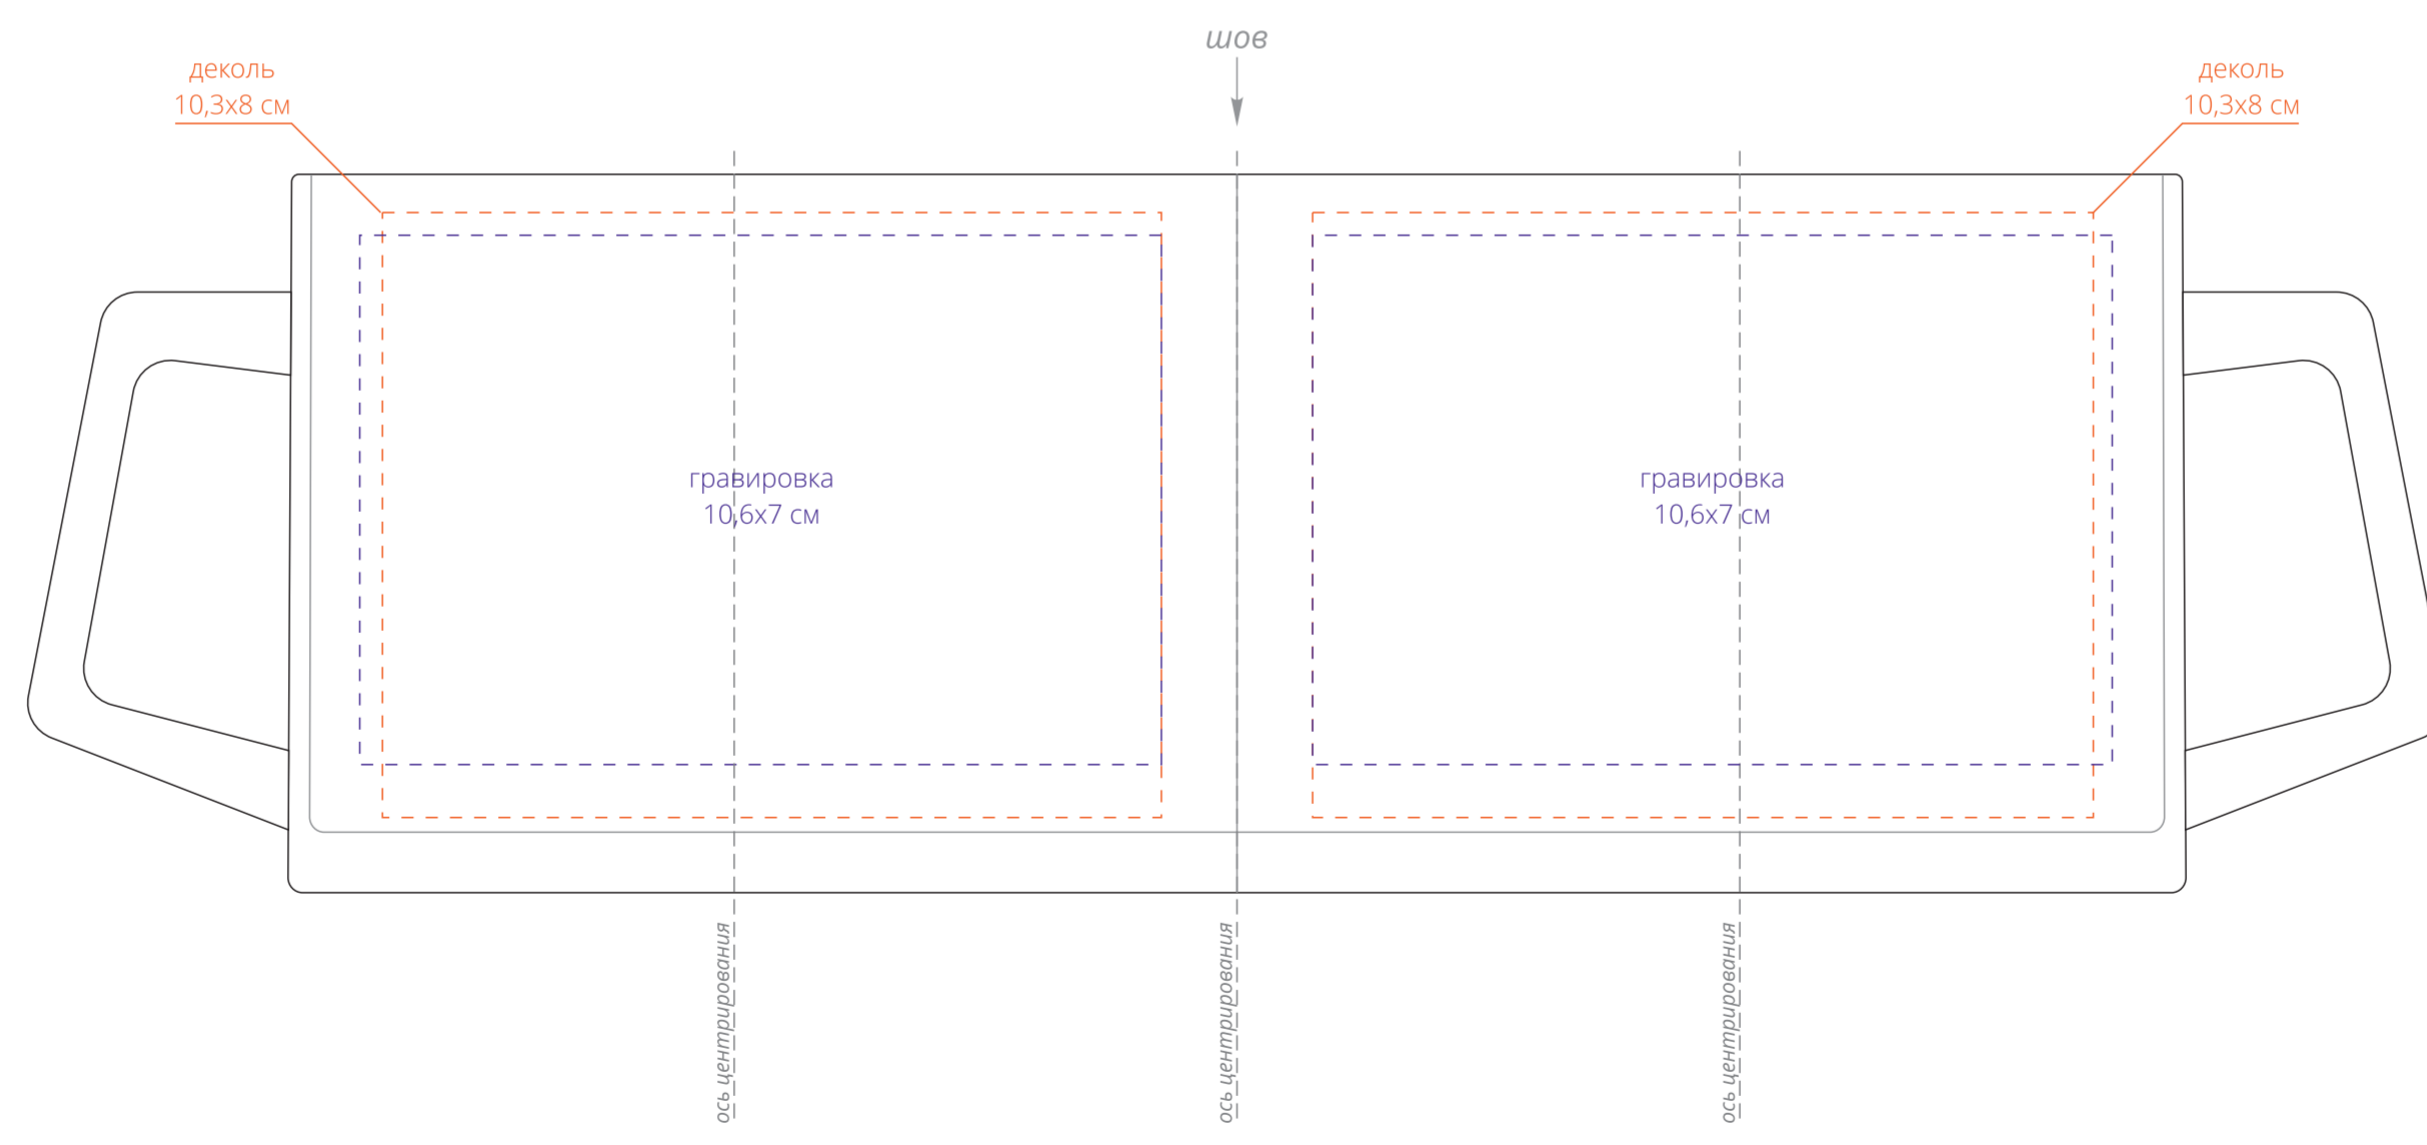 шов
деколь
10,3х8 см
деколь
10,3х8 см
гравировка
10,6х7 см
гравировка
10,6х7 см
ось центрирования
ось центрирования
ось центрирования